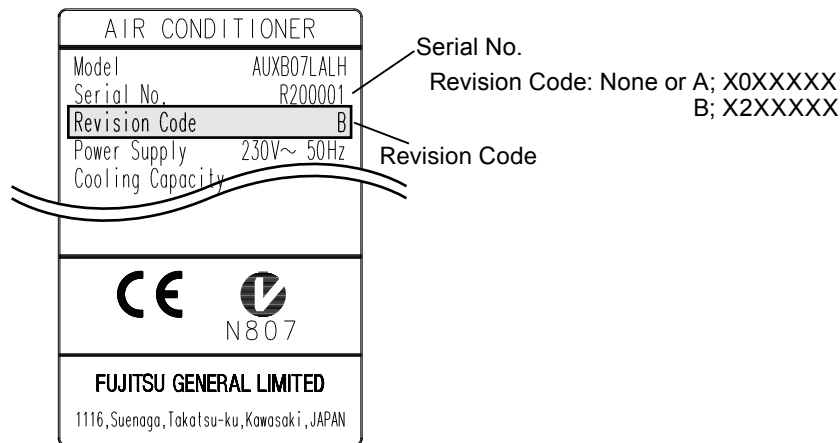 AIR CONDITIONER
Model AUXB07LALH
Serial No. R200001
Revision Code B
Power Supply 230V～ 50Hz
Cooling Capacity
CE
N807
FUJITSU GENERAL LIMITED
1116,Suenaga,Takatsu-ku,Kawasaki,JAPAN
Serial No.
Revision Code: None or A; X0XXXXX
B; X2XXXXX
Revision Code